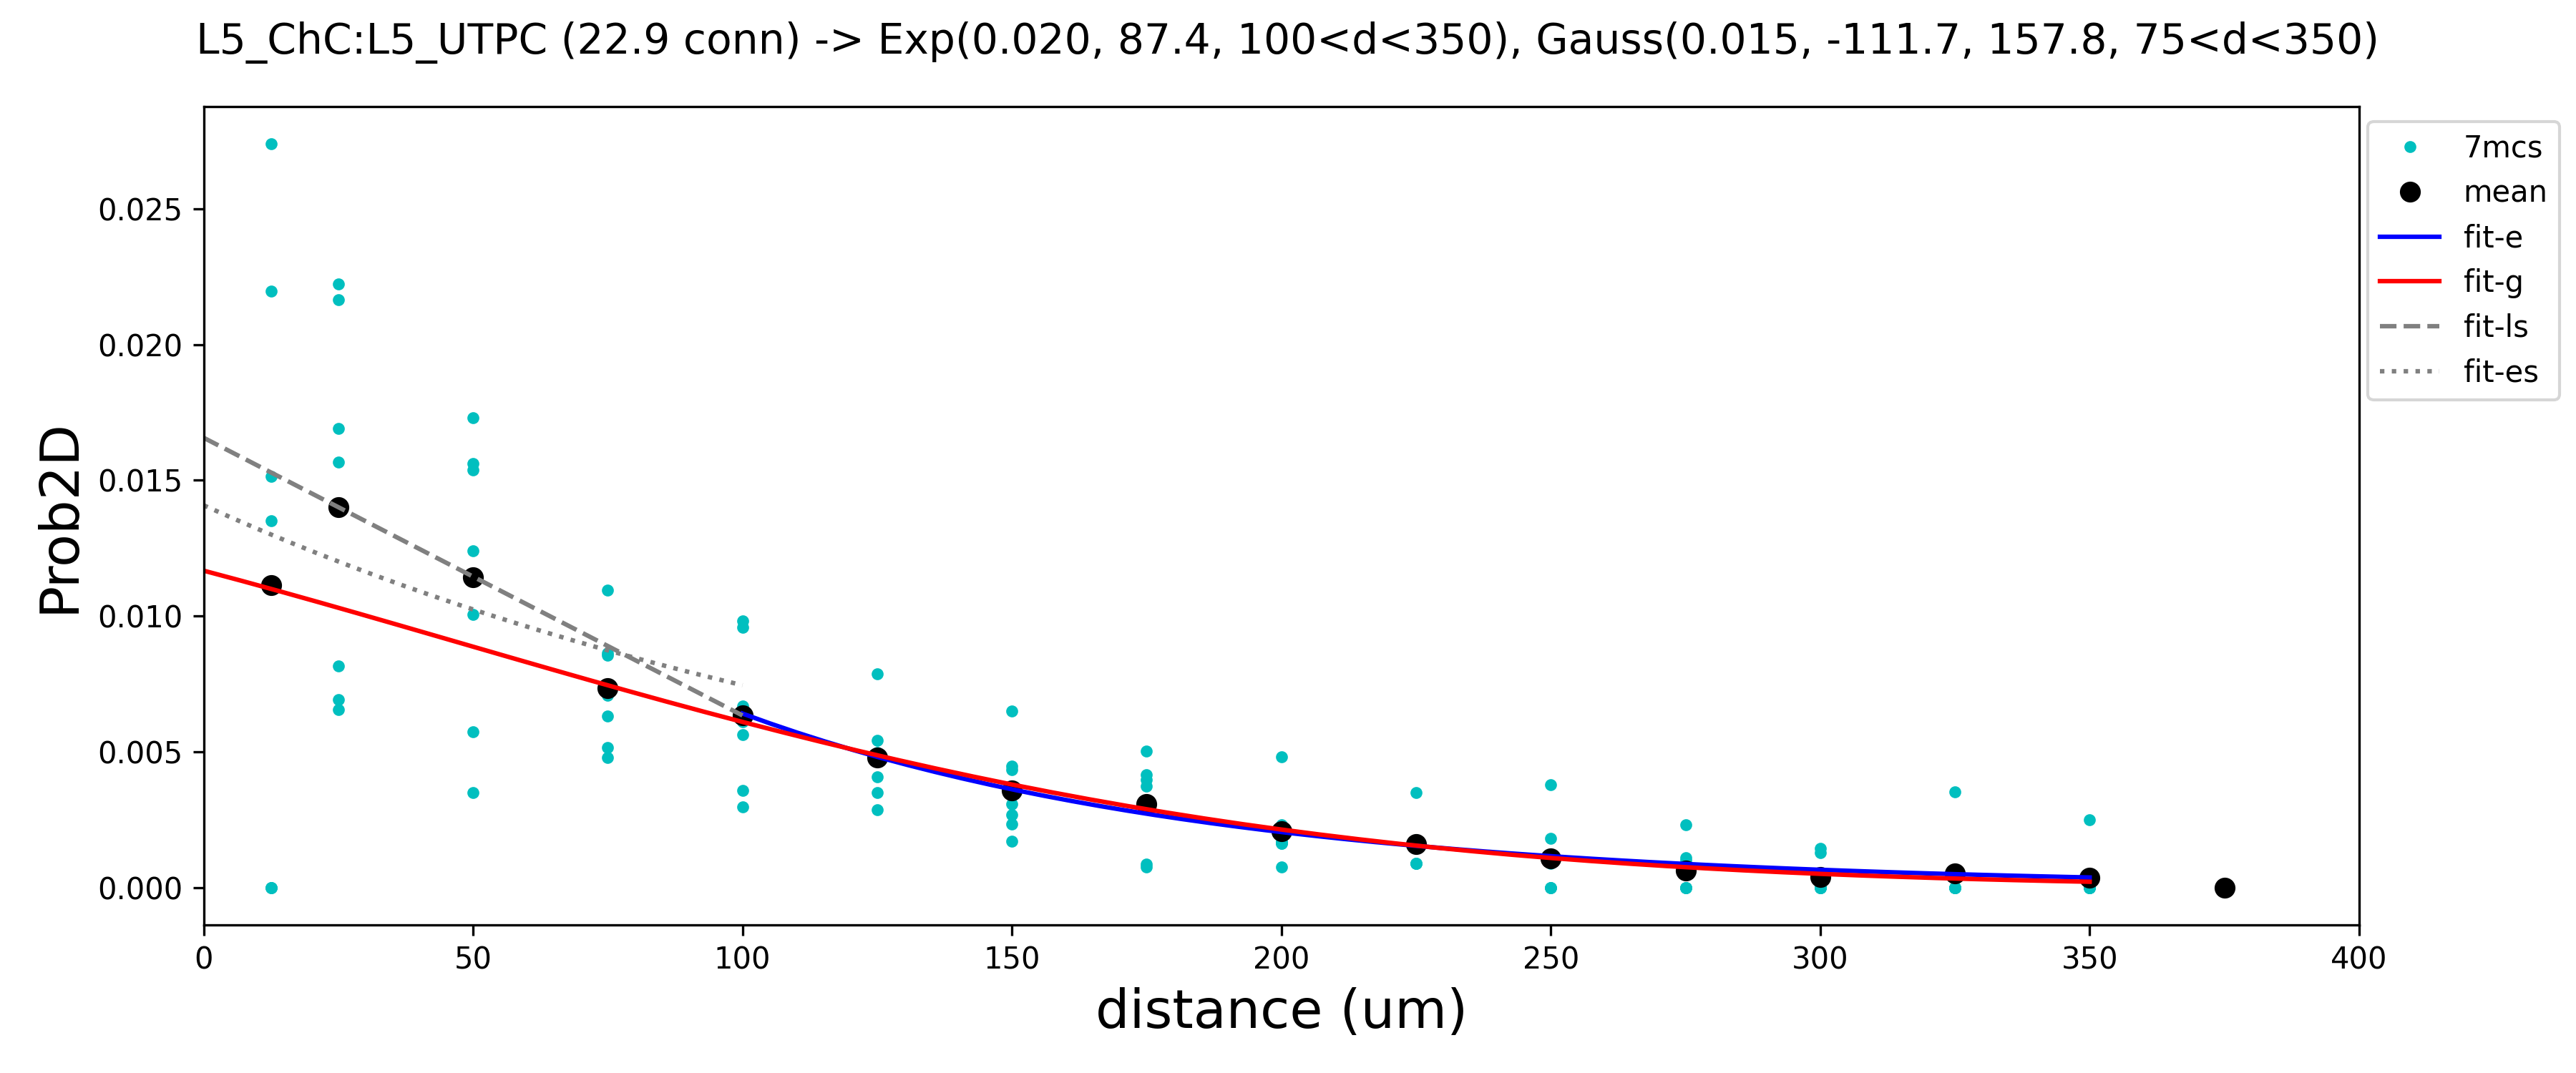 L5_ChC:L5_UTPC (22.9 conn) -> Exp(0.020, 87.4, 100<d<350), Gauss(0.015, -111.7, 157.8, 75<d<350)
7mcs
mean
fit-e
fit-g
fit-ls
fit-es
0.025
0.020
0.015
0.010
0.005
0.000
Prob2D
0 50 100 150 200 250 300 350 400
distance (um)